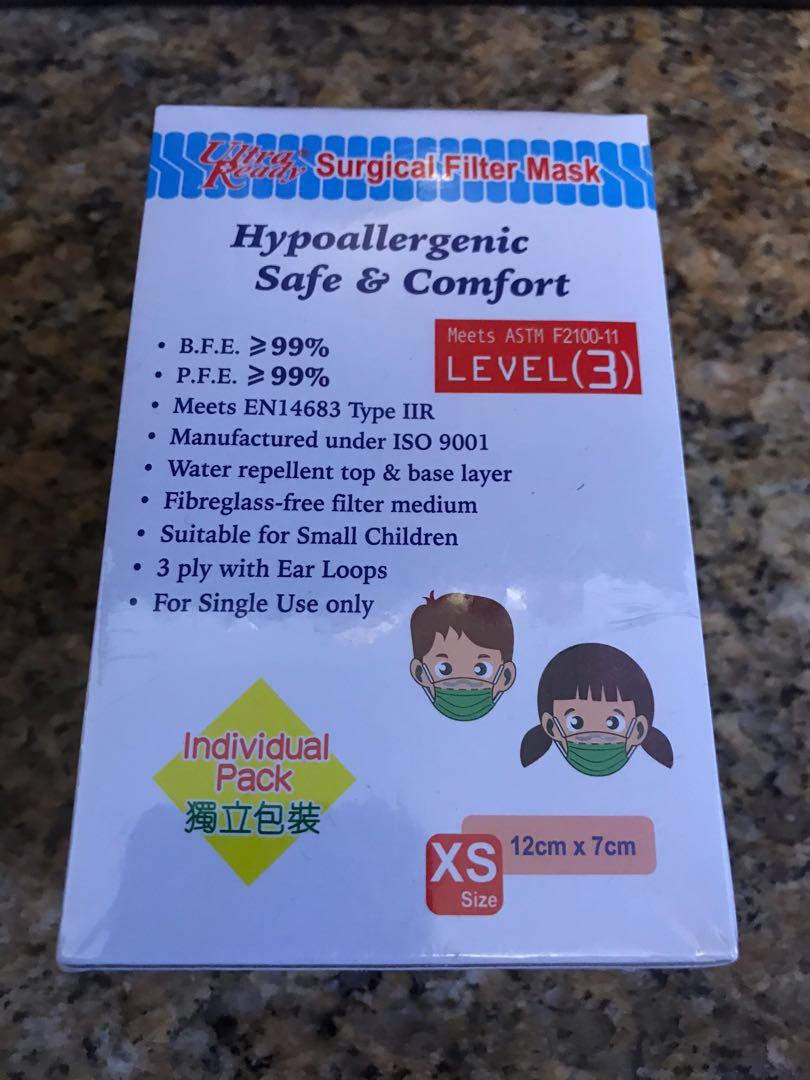 Ultra Ready Surgical Filter Mask
Hypoallergenic
Safe & Comfort
Meets ASTM F2100-11
LEVEL(3)
• B.F.E. ⩾99%
• P.F.E. ⩾99%
• Meets EN14683 Type IIR
• Manufactured under ISO 9001
• Water repellent top & base layer
• Fibreglass-free filter medium
• Suitable for Small Children
• 3 ply with Ear Loops
• For Single Use only
Individual
Pack
獨立包裝
XS
Size
12cm x 7cm